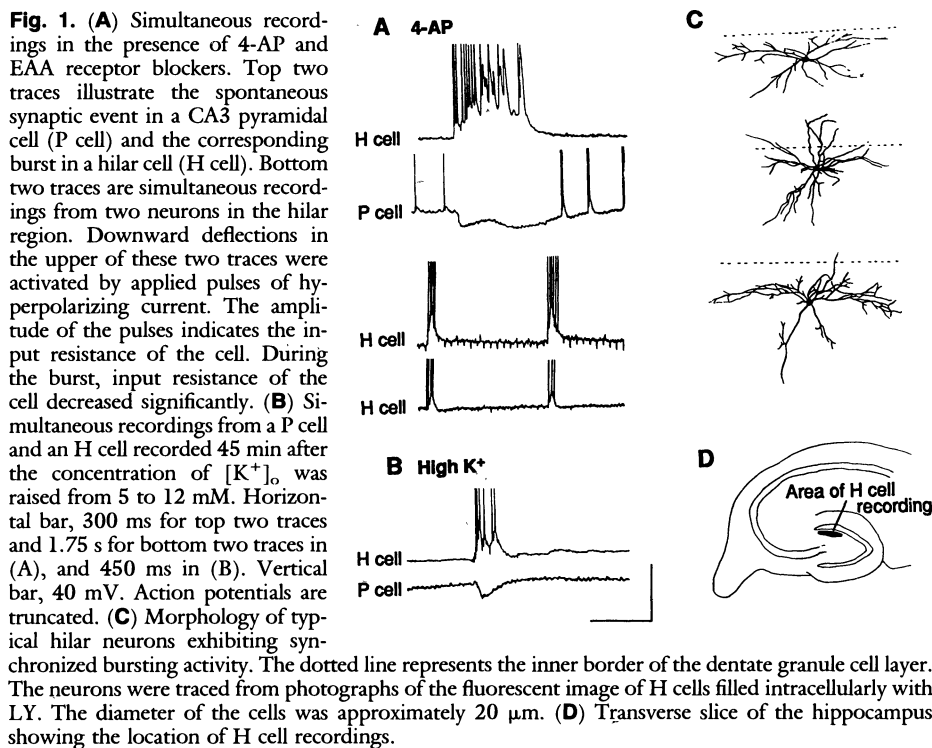 Fig. 1. (A) Simultaneous record-
ings in the presence of 4-AP and
EAA receptor blockers. Top two
traces illustrate the spontaneous
synaptic event in a CA3 pyramidal
cell (P cell) and the corresponding
burst in a hilar cell (H cell). Bottom
two traces are simultaneous record-
ings from two neurons in the hilar
region. Downward deflections in
the upper of these two traces were
activated by applied pulses of hy-
perpolarizing current. The ampli-
tude of the pulses indicates the in-
put resistance of the cell. During
the burst, input resistance of the
cell decreased significantly. (B) Si-
multaneous recordings from a P cell
and an H cell recorded 45 min after
the concentration of [K+]o was
raised from 5 to 12 mM. Horizon-
tal bar, 300 ms for top two traces
and 1.75 s for bottom two traces in
(A), and 450 ms in (B). Vertical
bar, 40 mV. Action potentials are
truncated. (C) Morphology of typ-
ical hilar neurons exhibiting syn-
chronized bursting activity. The dotted line represents the inner border of the dentate granule cell layer.
The neurons were traced from photographs of the fluorescent image of H cells filled intracellularly with
LY. The diameter of the cells was approximately 20 μm. (D) Transverse slice of the hippocampus
showing the location of H cell recordings.
A 4-AP
H cell
P cell
H cell
H cell
B High K+
H cell
P cell
C
D
Area of H cell
recording